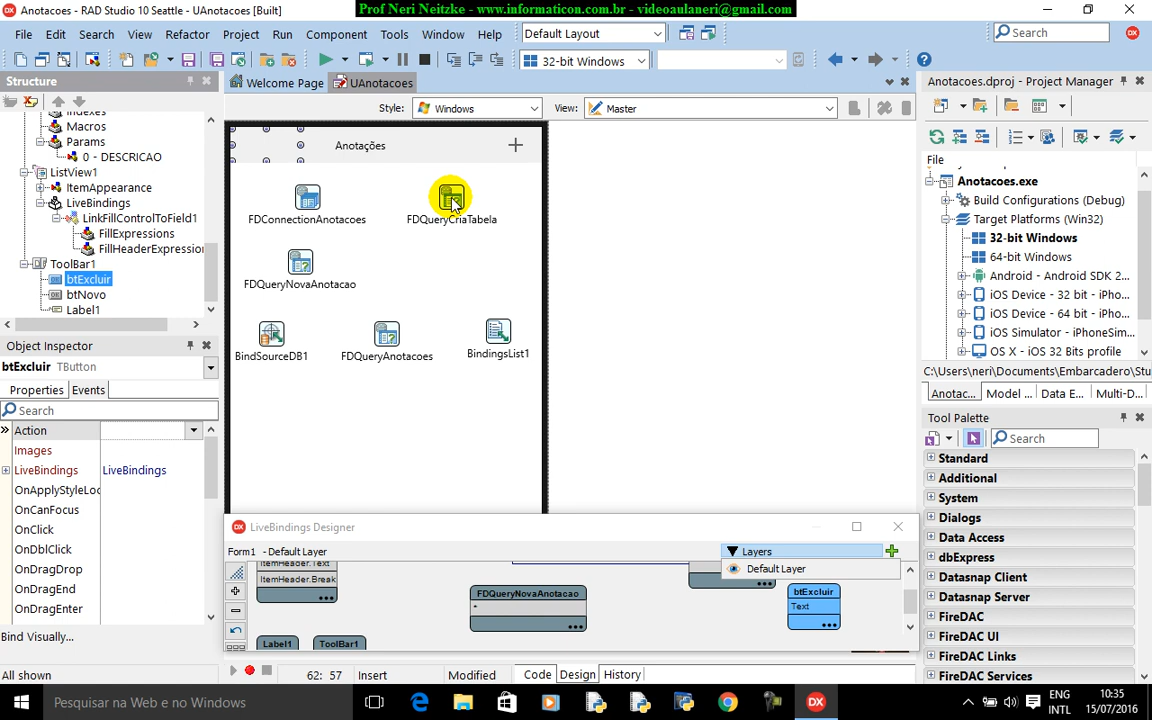 Anotacoes - RAD Studio 10 Seattle - UAnotacoes [Built]
Prof Neri Neitzke - www.informaticon.com.br - videoaulaneri@gmail.com
File Edit Search View Refactor Project Run Component Tools Window Help
Default Layout
Search
32-bit Windows
Structure
Indexes
Macros
Params
0 - DESCRICAO
ListView1
ItemAppearance
LiveBindings
LinkFillControlToField1
FillExpressions
FillHeaderExpression
ToolBar1
btExcluir
btNovo
Label1
Object Inspector
btExcluir TButton
Properties Events
Search
Action
Images
LiveBindings LiveBindings
OnApplyStyleLoo
OnCanFocus
OnClick
OnDblClick
OnDragDrop
OnDragEnd
OnDragEnter
Bind Visually...
All shown
Welcome Page UAnotacoes
Style: Windows View: Master
Anotações
FDConnectionAnotacoes
FDQueryCriaTabela
FDQueryNovaAnotacao
BindSourceDB1
FDQueryAnotacoes
BindingsList1
LiveBindings Designer
Form1 - Default Layer
Layers
Default Layer
ItemHeader.Text
ItemHeader.Break
FDQueryNovaAnotacao
*
btExcluir
Text
Label1
ToolBar1
62: 57 Insert Modified Code Design History
Anotacoes.dproj - Project Manager
File
Anotacoes.exe
Build Configurations (Debug)
Target Platforms (Win32)
32-bit Windows
64-bit Windows
Android - Android SDK 2...
iOS Device - 32 bit - iPho...
iOS Device - 64 bit - iPho...
iOS Simulator - iPhoneSim...
OS X - iOS 32 Bits profile
C:\Users\neri\Documents\Embarcadero\Stu
Anotac... Model ... Data E... Multi-D...
Tool Palette
Search
Standard
Additional
System
Dialogs
Data Access
dbExpress
Datasnap Client
Datasnap Server
FireDAC
FireDAC UI
FireDAC Links
FireDAC Services
Pesquisar na Web e no Windows
ENG
INTL
10:35
15/07/2016